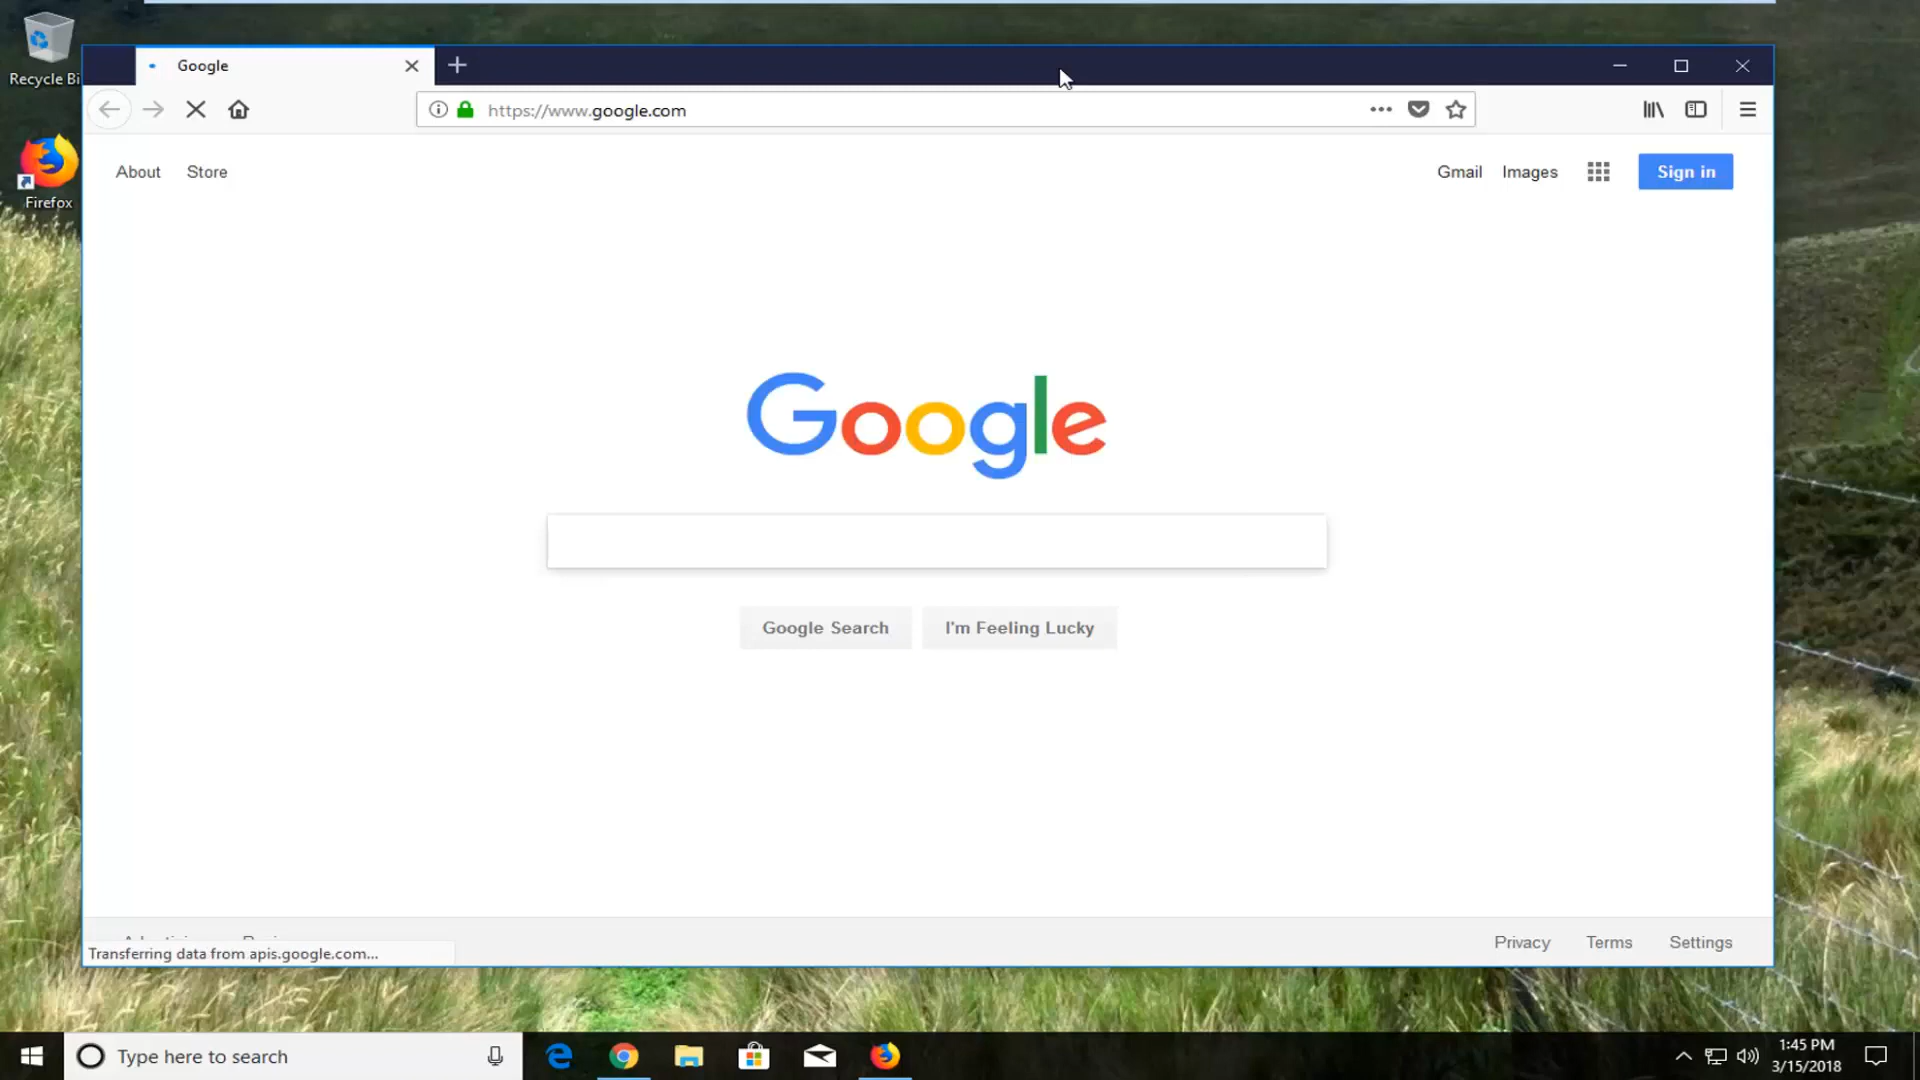 Recycle Bi
Firefox
Google
https://www.google.com
About
Store
Gmail
Images
Sign in
Google
Google Search
I'm Feeling Lucky
Transferring data from apis.google.com...
Privacy
Terms
Settings
Type here to search
1:45 PM
3/15/2018